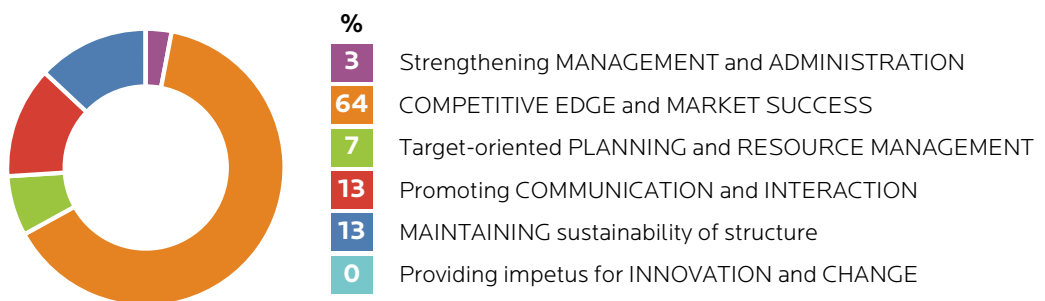 %
3 Strengthening MANAGEMENT and ADMINISTRATION
64 COMPETITIVE EDGE and MARKET SUCCESS
7 Target-oriented PLANNING and RESOURCE MANAGEMENT
13 Promoting COMMUNICATION and INTERACTION
13 MAINTAINING sustainability of structure
0 Providing impetus for INNOVATION and CHANGE